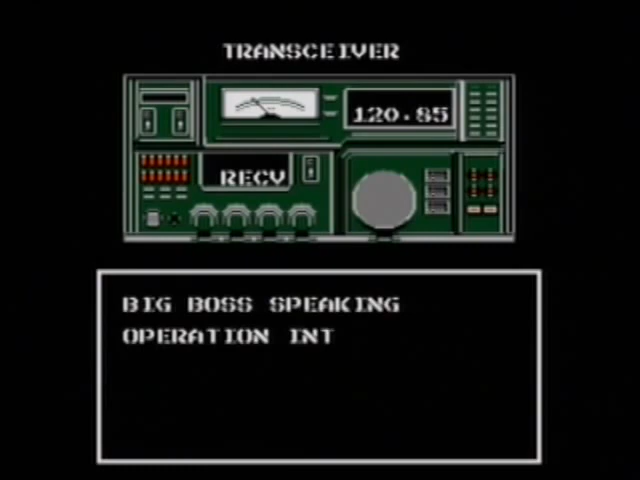 TRANSCEIVER
120.85
RECV
BIG BOSS SPEAKING
OPERATION INT